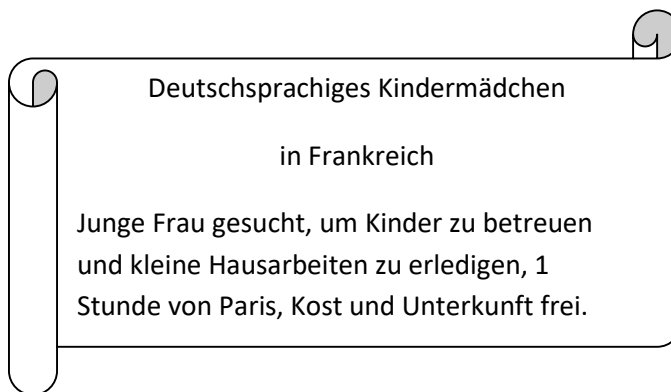 Deutschsprachiges Kindermädchen
in Frankreich
Junge Frau gesucht, um Kinder zu betreuen
und kleine Hausarbeiten zu erledigen, 1
Stunde von Paris, Kost und Unterkunft frei.